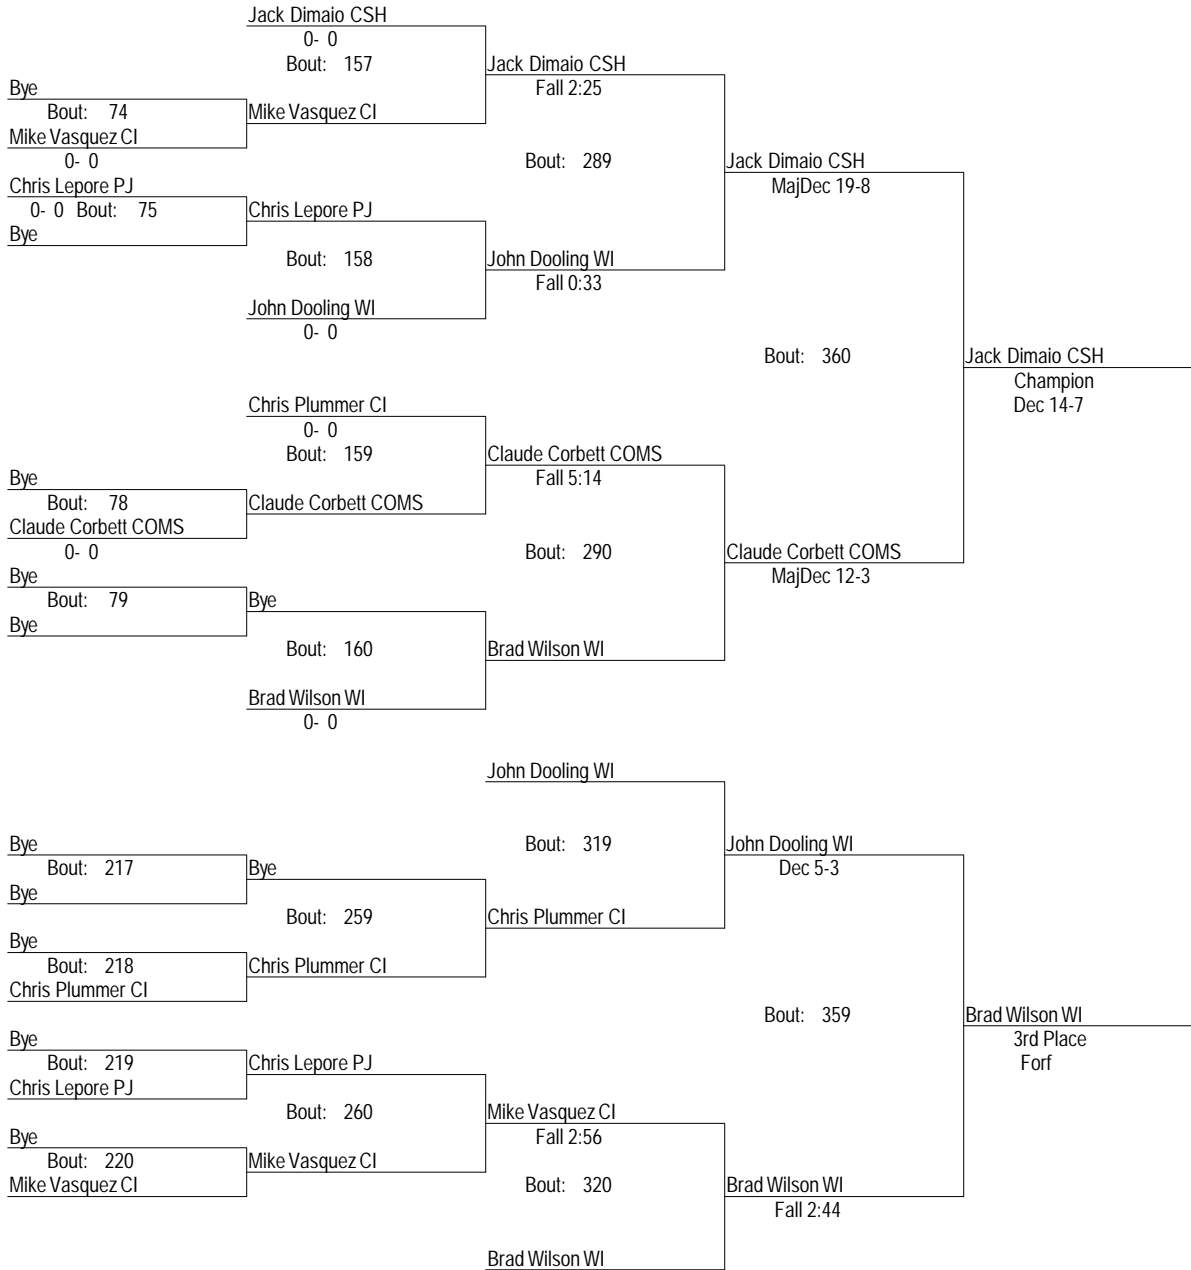 Jack Dimaio CSH
0- 0
Bout: 157
Jack Dimaio CSH
Fall 2:25
Bye
Bout: 74
Mike Vasquez CI
Mike Vasquez CI
0- 0
Bout: 289
Jack Dimaio CSH
MajDec 19-8
Chris Lepore PJ
0- 0 Bout: 75
Chris Lepore PJ
Bye
Bout: 158
John Dooling WI
Fall 0:33
John Dooling WI
0- 0
Bout: 360
Jack Dimaio CSH
Champion
Dec 14-7
Chris Plummer CI
0- 0
Bout: 159
Claude Corbett COMS
Fall 5:14
Bye
Bout: 78
Claude Corbett COMS
Claude Corbett COMS
0- 0
Bout: 290
Claude Corbett COMS
MajDec 12-3
Bye
Bout: 79
Bye
Bye
Bout: 160
Brad Wilson WI
Brad Wilson WI
0- 0
John Dooling WI
Bout: 319
John Dooling WI
Dec 5-3
Bye
Bout: 217
Bye
Bye
Bout: 259
Chris Plummer CI
Bye
Bout: 218
Chris Plummer CI
Chris Plummer CI
Bout: 359
Brad Wilson WI
3rd Place
Forf
Bye
Bout: 219
Chris Lepore PJ
Chris Lepore PJ
Bout: 260
Mike Vasquez CI
Fall 2:56
Bye
Bout: 220
Mike Vasquez CI
Mike Vasquez CI
Bout: 320
Brad Wilson WI
Fall 2:44
Brad Wilson WI